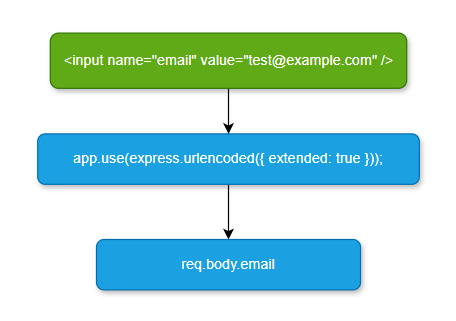 <input name="email" value="test@example.com" />
app.use(express.urlencoded({ extended: true }));
req.body.email